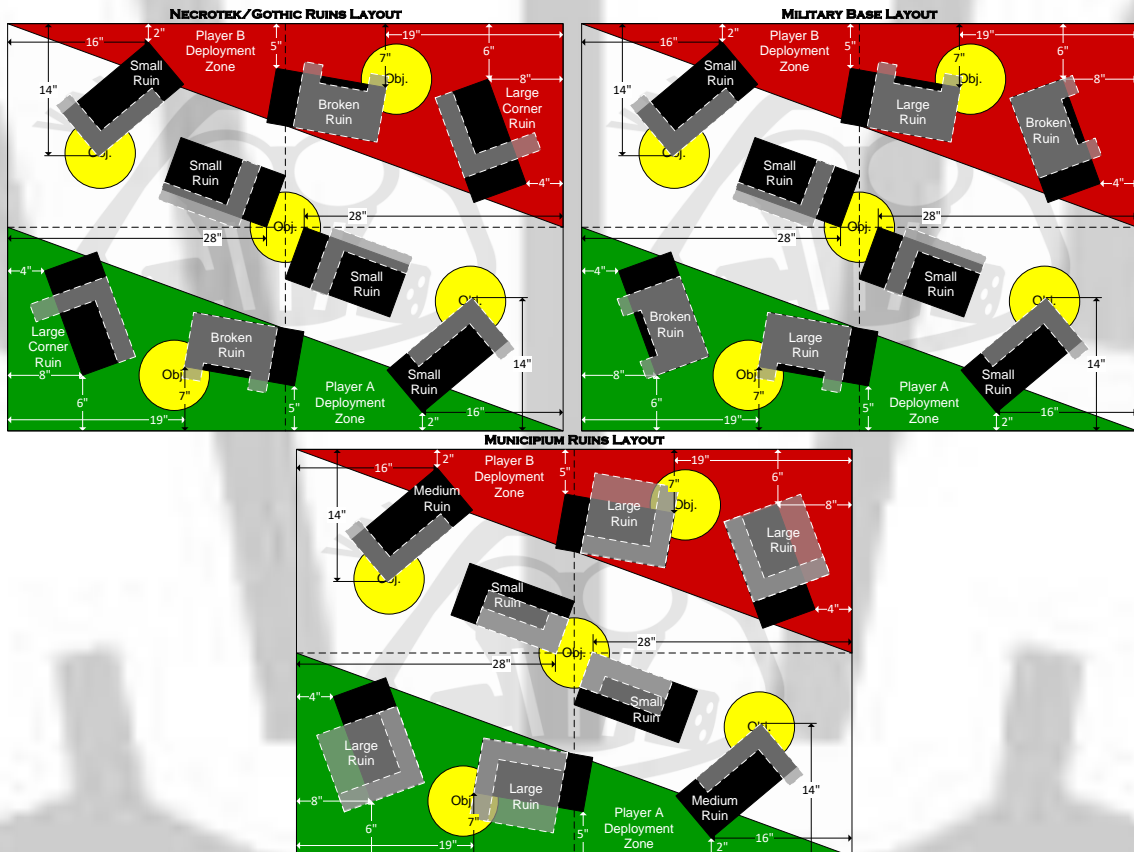 NECROTEK/GOTHIC RUINS LAYOUT
16"
2"
Player B
Deployment
Zone
5"
19"
7"
6"
8"
14"
Small
Ruin
Obj.
Broken
Ruin
Obj.
Large
Corner
Ruin
4"
Small
Ruin
28"
Obj.
28"
4"
Small
Ruin
Obj.
Large
Corner
Ruin
Broken
Ruin
Obj.
14"
8"
7"
Small
Ruin
6"
Player A
Deployment
Zone
5"
16"
19"
2"
MILITARY BASE LAYOUT
16"
2"
Player B
Deployment
Zone
5"
19"
7"
6"
8"
14"
Small
Ruin
Obj.
Large
Ruin
Obj.
Broken
Ruin
4"
Small
Ruin
28"
Obj.
28"
4"
Small
Ruin
Obj.
Broken
Ruin
Large
Ruin
Obj.
14"
8"
7"
Small
Ruin
6"
Player A
Deployment
Zone
5"
16"
19"
2"
MUNICIPIUM RUINS LAYOUT
16"
2"
Player B
Deployment
Zone
5"
19"
7"
6"
8"
14"
Medium
Ruin
Obj.
Large
Ruin
Obj.
Large
Ruin
4"
Small
Ruin
28"
Obj.
28"
4"
Small
Ruin
Obj.
Large
Ruin
Large
Ruin
Obj.
14"
8"
7"
Medium
Ruin
6"
Player A
Deployment
Zone
5"
16"
19"
2"